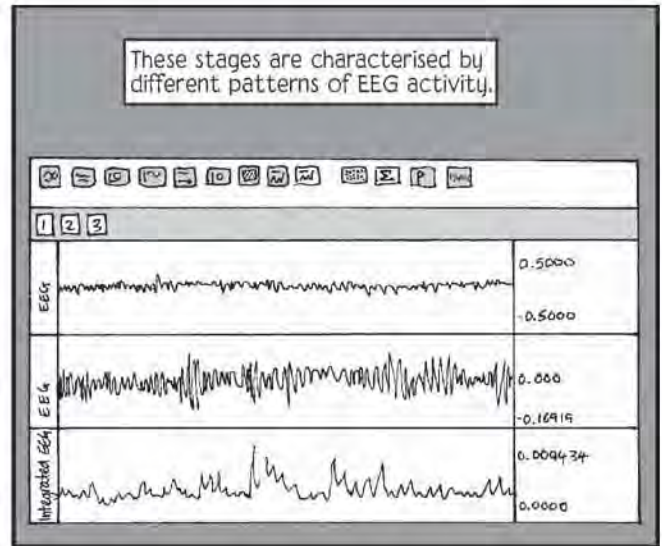 These stages are characterised by
different patterns of EEG activity.
1 2 3
EEG
0.5000
-0.5000
EEG
0.000
-0.16919
Integrated EEG
0.009434
0.0000